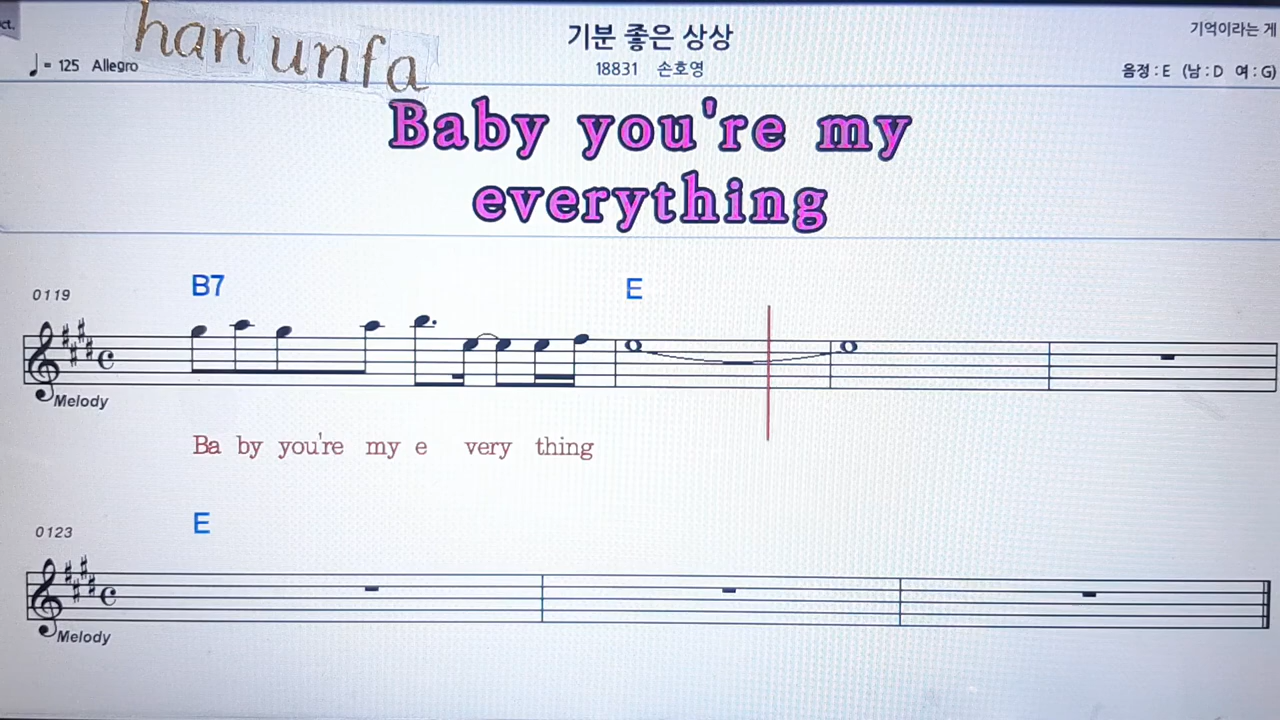 ct.
han unfa
기분 좋은 상상
기억이라는 게
♩= 125 Allegro
18831 손호영
음정 : E (남 : D 여 : G)
Baby you're my
everything
B7 E
0119
Melody
Ba by you're my e very thing
E
0123
Melody